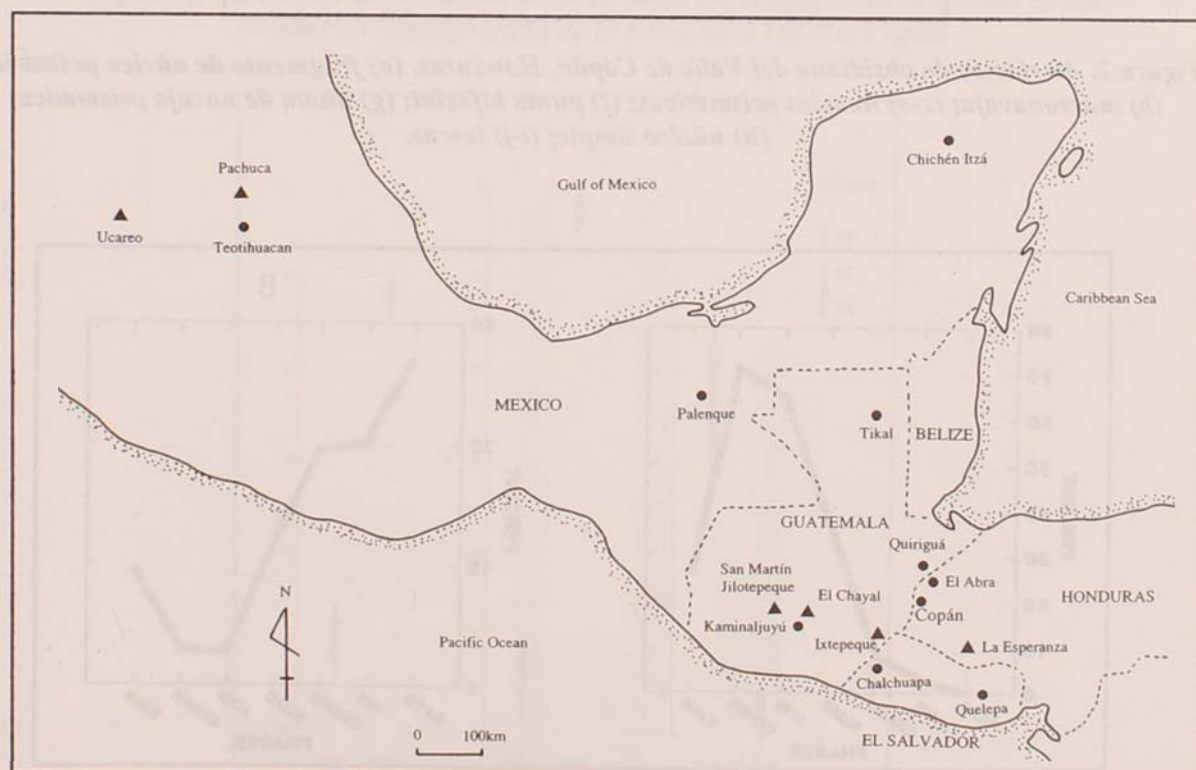 Chichén Itzá
Pachuca
Gulf of Mexico
Ucareo
Teotihuacan
Caribbean Sea
MEXICO
Palenque
Tikal
BELIZE
GUATEMALA
Quiriguá
San Martín
Jilotepeque
El Abra
El Chayal
HONDURAS
Copán
N
Kaminaljuyú
Ixtepeque
La Esperanza
Pacific Ocean
Chalchuapa
Quelepa
0 100km
EL SALVADOR